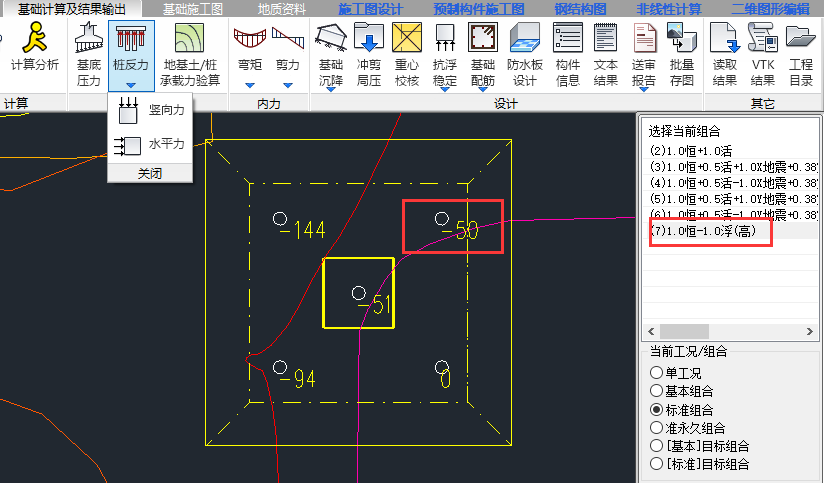 基础计算及结果输出 基础施工图 地质资料 施工图设计 预制构件施工图 钢结构图 非线性计算 二维图形编辑
计算分析 基底压力 桩反力 地基土/桩承载力验算 弯矩 剪力 基础沉降 冲剪局压 重心校核 抗浮稳定 基础配筋 防水板设计 构件信息 文本结果 送审报告 批量存图 读取结果 VTK结果 工程目录
计算 内力 设计 其它
竖向力
水平力
关闭
-144
-50
-51
-94
0
选择当前组合
(2)1.0恒+1.0活
(3)1.0恒+0.5活+1.0X地震+0.38
(4)1.0恒+0.5活-1.0X地震+0.38
(5)1.0恒+0.5活+1.0Y地震+0.38
(6)1.0恒+0.5活-1.0Y地震+0.38
(7)1.0恒-1.0浮(高)
当前工况/组合
单工况
基本组合
标准组合
准永久组合
[基本]目标组合
[标准]目标组合